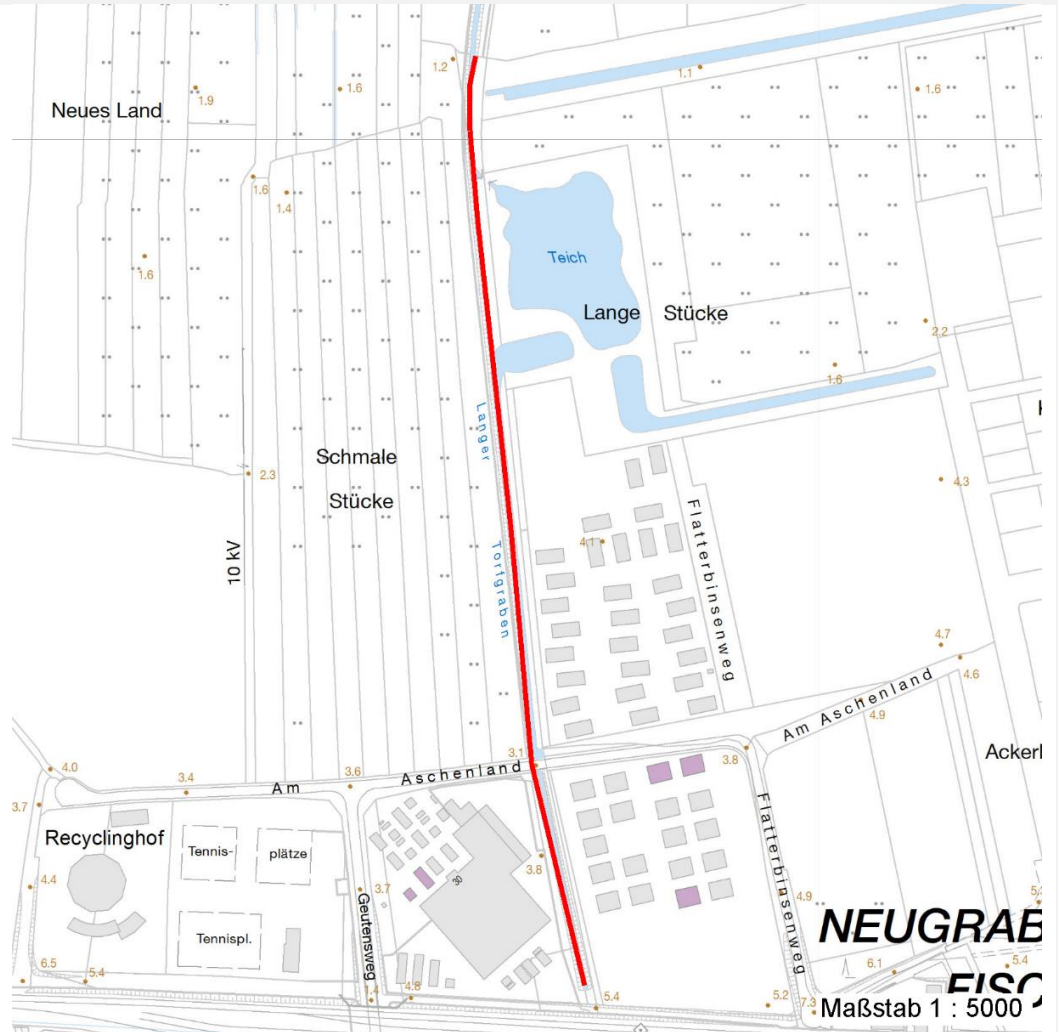 1.2
1.1
1.6
1.6
1.9
Neues Land
1.6
1.4
1.6
Teich
Lange Stücke
2.2
1.6
Langer
Schmale
Stücke
2.3
4.3
Flatterbinsenweg
4.1
10 kV
Torfgraben
4.7
4.6
Am Aschenland
4.9
3.1
3.8
4.0
3.4
3.6
Am Aschenland
3.7
Recyclinghof
Tennis-
plätze
Flatterbinsenweg
3.8
30
4.4
3.7
4.9
Geutensweg
Tennispl.
NEUGRAB
6.5
5.4
1.4
4.8
5.4
5.2
7.3
6.1
5.4
FISC
Maßstab 1 : 5000